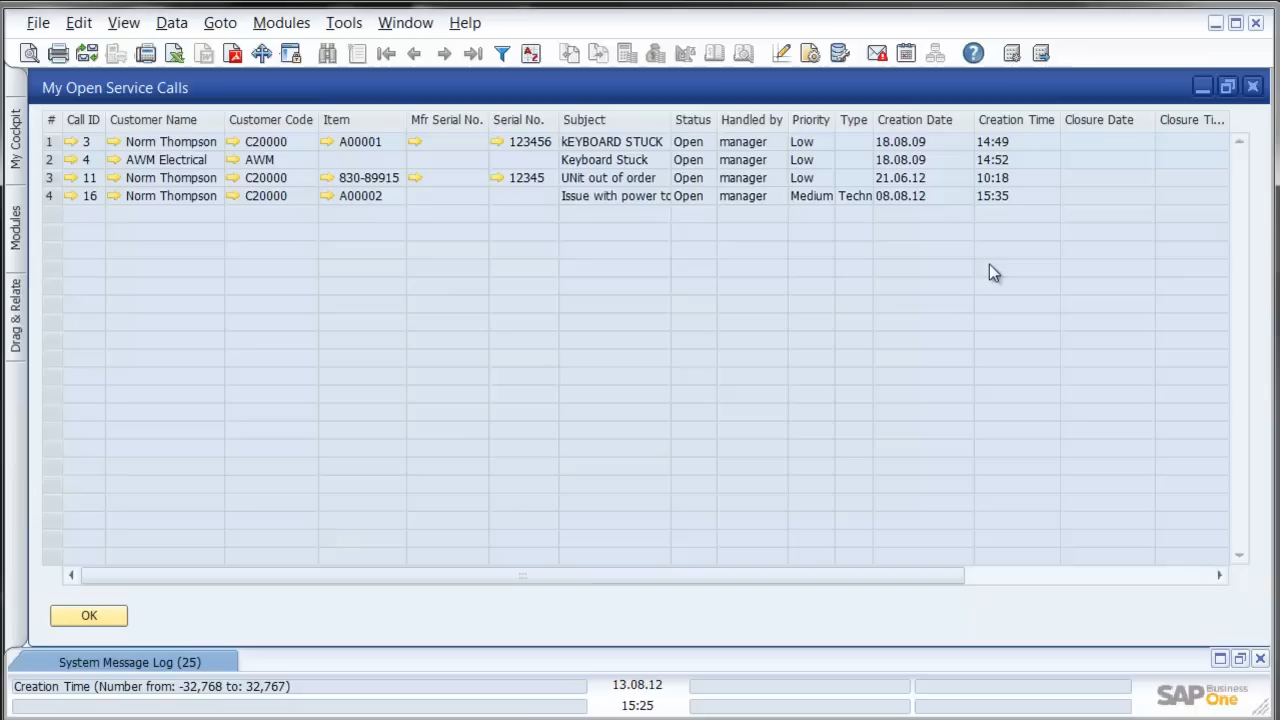 File Edit View Data Goto Modules Tools Window Help
My Open Service Calls
# Call ID Customer Name Customer Code Item Mfr Serial No. Serial No. Subject Status Handled by Priority Type Creation Date Creation Time Closure Date Closure Ti...
1 3 Norm Thompson C20000 A00001 123456 kEYBOARD STUCK Open manager Low 18.08.09 14:49
2 4 AWM Electrical AWM Keyboard Stuck Open manager Low 18.08.09 14:52
3 11 Norm Thompson C20000 830-89915 12345 UNit out of order Open manager Low 21.06.12 10:18
4 16 Norm Thompson C20000 A00002 Issue with power to Open manager Medium Techn 08.08.12 15:35
My Cockpit
Modules
Drag & Relate
OK
System Message Log (25)
Creation Time (Number from: -32,768 to: 32,767) 13.08.12
15:25
SAP Business One